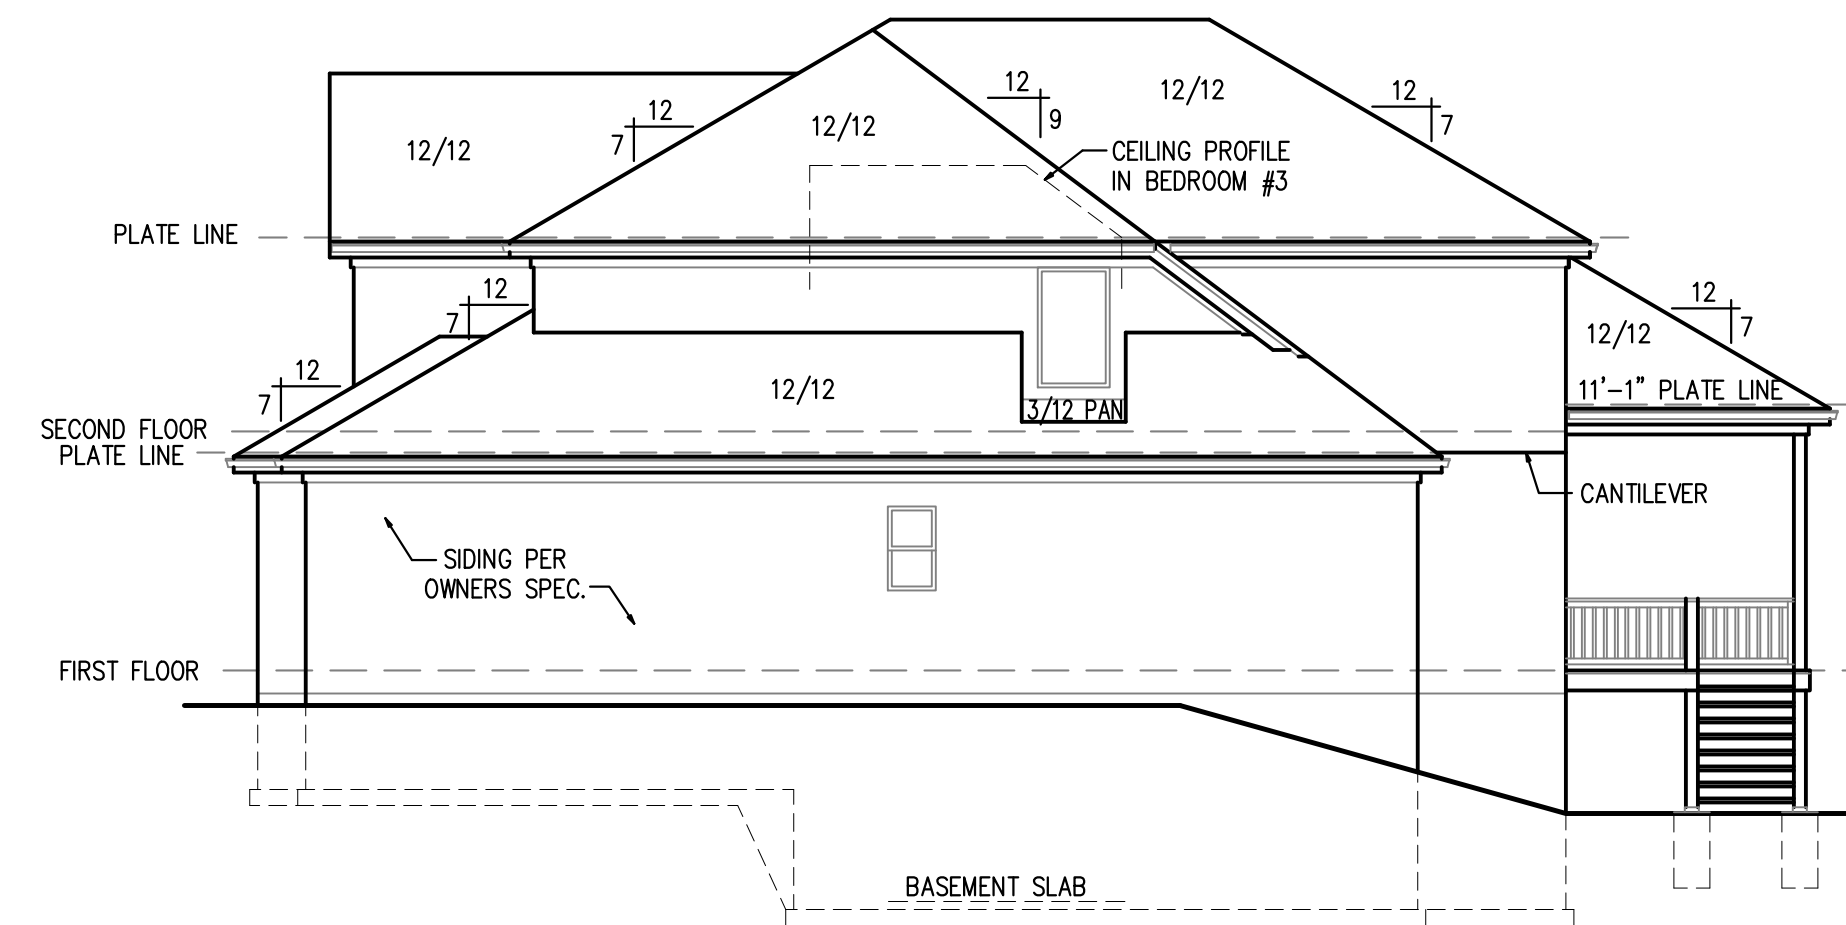 12/12
12
9
12
7
12
7
12/12
12/12
CEILING PROFILE
IN BEDROOM #3
PLATE LINE
12
7
12
7
12/12
12
7
12/12
11'-1" PLATE LINE
3/12 PAN
SECOND FLOOR
PLATE LINE
CANTILEVER
SIDING PER
OWNERS SPEC.
FIRST FLOOR
BASEMENT SLAB